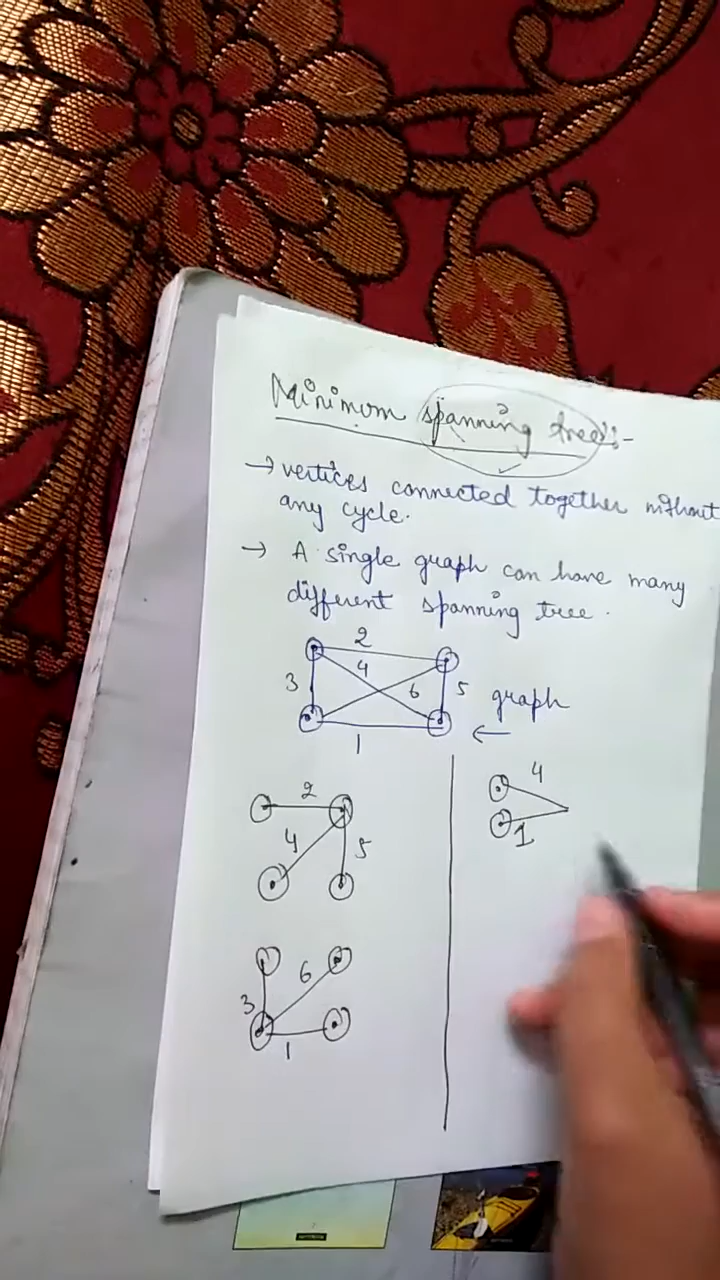 Minimum spanning tree's:-
→ vertices connected together without
any cycle.
→ A single graph can have many
different spanning tree.
2
4
3
6
5
graph
←
1
2
4
5
3
6
1
4
1